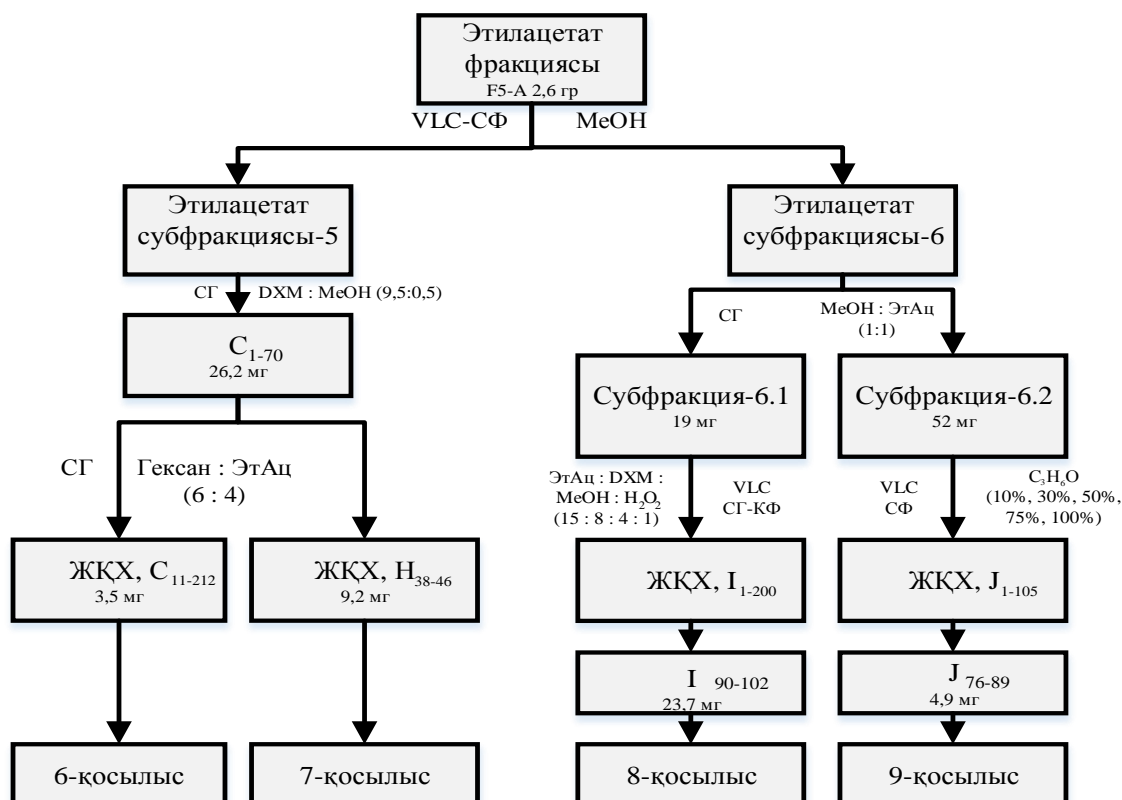 Этилацетат
фракциясы
F5-A 2,6 гр
VLC-СФ MeOH
Этилацетат
субфракциясы-5
Этилацетат
субфракциясы-6
СГ DXM : MeOH (9,5:0,5)
C1-70
26,2 мг
СГ
MeOH : ЭтАц
(1:1)
Субфракция-6.1
19 мг
Субфракция-6.2
52 мг
СГ
Гексан : ЭтАц
(6 : 4)
ЭтАц : DXM :
MeOH : H2O2
(15 : 8 : 4 : 1)
VLC
СГ-КФ
VLC
СФ
C3H6O
(10%, 30%, 50%,
75%, 100%)
ЖҚХ, C11-212
3,5 мг
ЖҚХ, H38-46
9,2 мг
ЖҚХ, I1-200
ЖҚХ, J1-105
I 90-102
23,7 мг
J 76-89
4,9 мг
6-қосылыс
7-қосылыс
8-қосылыс
9-қосылыс